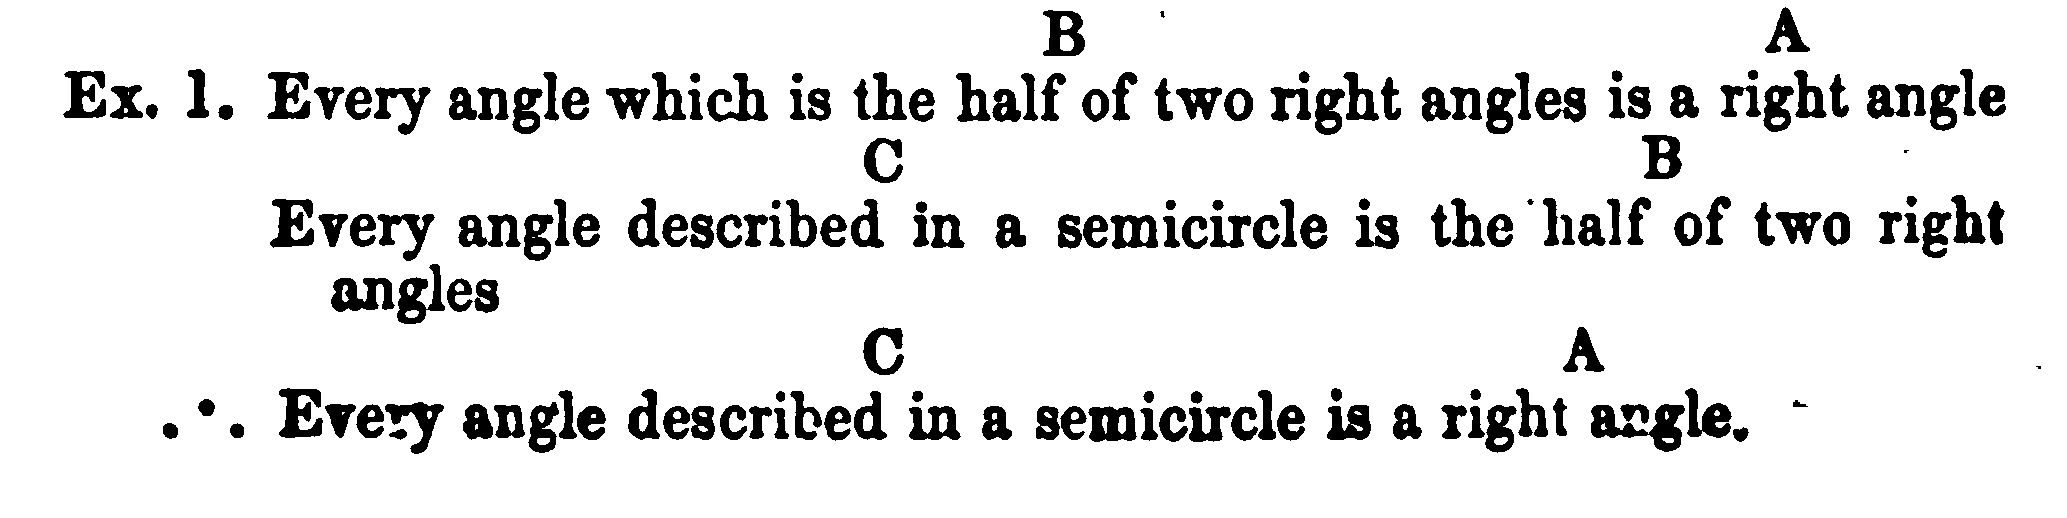 B A
Ex. 1. Every angle which is the half of two right angles is a right angle
C B
Every angle described in a semicircle is the half of two right
angles
C A
∴ Every angle described in a semicircle is a right angle.